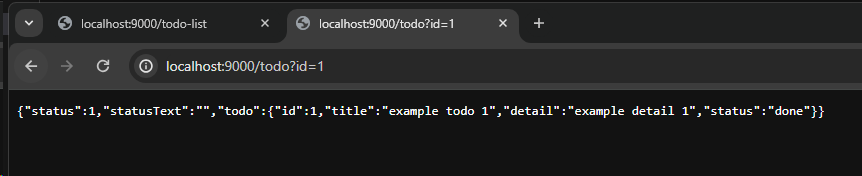 localhost:9000/todo-list
localhost:9000/todo?id=1
localhost:9000/todo?id=1
{"status":1,"statusText":"","todo":{"id":1,"title":"example todo 1","detail":"example detail 1","status":"done"}}